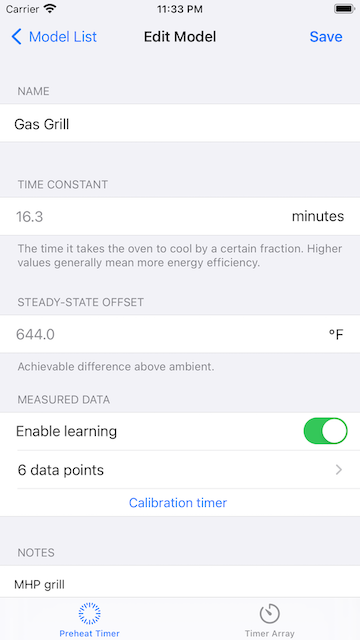 Carrier 11:33 PM
Model List Edit Model Save
NAME
Gas Grill
TIME CONSTANT
16.3 minutes
The time it takes the oven to cool by a certain fraction. Higher
values generally mean more energy efficiency.
STEADY-STATE OFFSET
644.0 °F
Achievable difference above ambient.
MEASURED DATA
Enable learning
6 data points
Calibration timer
NOTES
MHP grill
Preheat Timer Timer Array